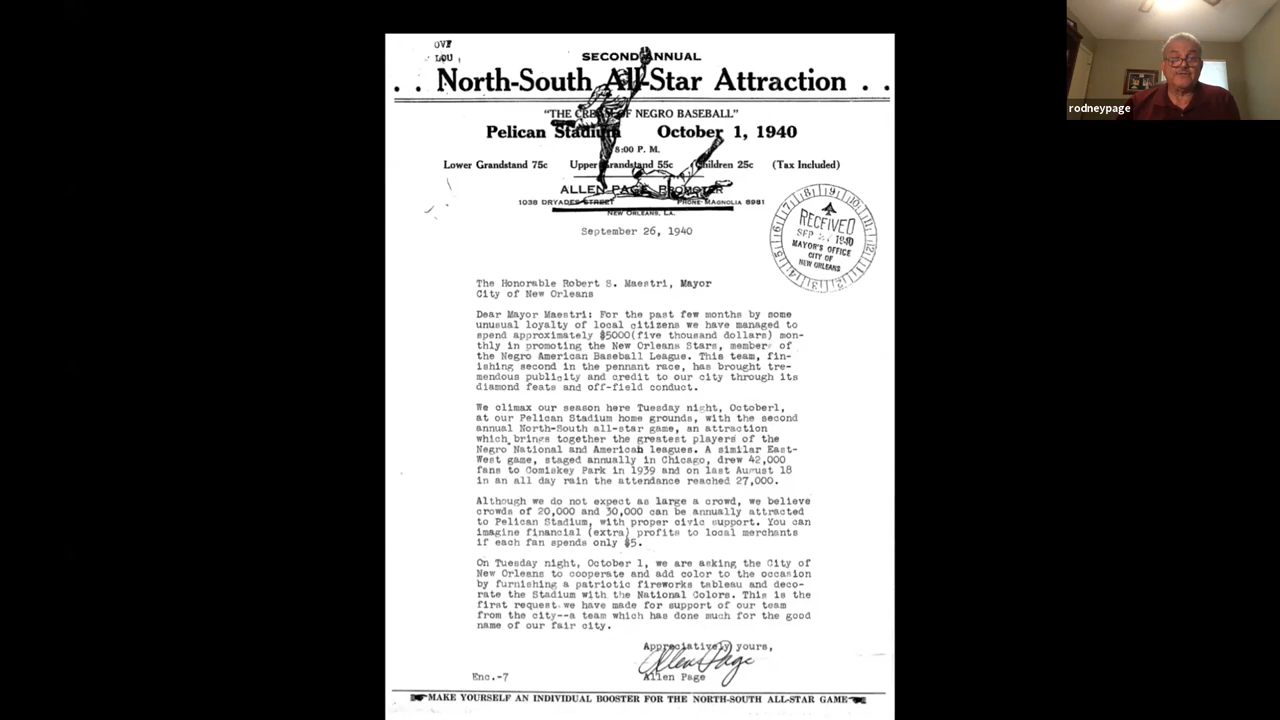 OVE
LOU
SECOND ANNUAL
. . North-South All-Star Attraction . .
"THE CREAM OF NEGRO BASEBALL"
Pelican Stadium October 1, 1940
8:00 P. M.
Lower Grandstand 75c Upper Grandstand 55c Children 25c (Tax Included)
ALLEN PAGE, PROMOTER
1038 DRYADES STREET PHONE MAGNOLIA 8981
NEW ORLEANS, LA.
September 26, 1940
RECEIVED
SEP 1940
MAYOR'S OFFICE
CITY OF
NEW ORLEANS
The Honorable Robert S. Maestri, Mayor
City of New Orleans
Dear Mayor Maestri: For the past few months by some
unusual loyalty of local citizens we have managed to
spend approximately $5000(five thousand dollars) mon-
thly in promoting the New Orleans Stars, members of
the Negro American Baseball League. This team, fin-
ishing second in the pennant race, has brought tre-
mendous publicity and credit to our city through its
diamond feats and off-field conduct.
We climax our season here Tuesday night, October1,
at our Pelican Stadium home grounds, with the second
annual North-South all-star game, an attraction
which brings together the greatest players of the
Negro National and American leagues. A similar East-
West game, staged annually in Chicago, drew 42,000
fans to Comiskey Park in 1939 and on last August 18
in an all day rain the attendance reached 27,000.
Although we do not expect as large a crowd, we believe
crowds of 20,000 and 30,000 can be annually attracted
to Pelican Stadium, with proper civic support. You can
imagine financial (extra) profits to local merchants
if each fan spends only $5.
On Tuesday night, October 1, we are asking the City of
New Orleans to cooperate and add color to the occasion
by furnishing a patriotic fireworks tableau and deco-
rate the Stadium with the National Colors. This is the
first request we have made for support of our team
from the city--a team which has done much for the good
name of our fair city.
Appreciatively yours,
Allen Page
Enc.-7 Allen Page
MAKE YOURSELF AN INDIVIDUAL BOOSTER FOR THE NORTH-SOUTH ALL-STAR GAME
rodneypage